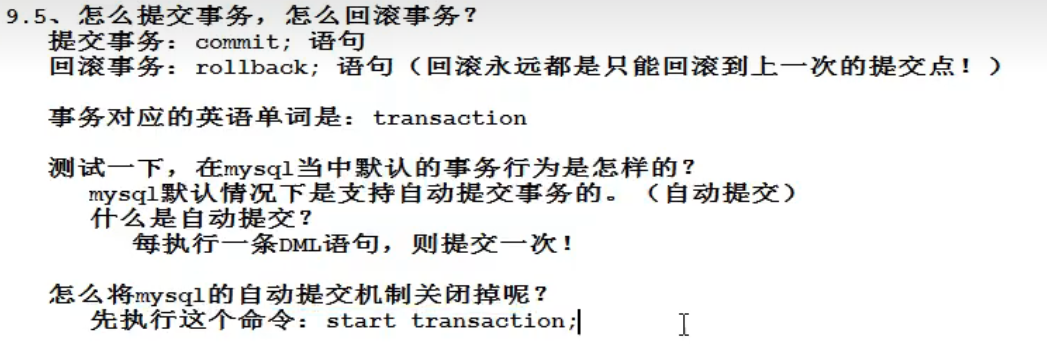 9.5、怎么提交事务，怎么回滚事务？
提交事务：commit; 语句
回滚事务：rollback; 语句（回滚永远都是只能回滚到上一次的提交点！）
事务对应的英语单词是：transaction
测试一下，在mysql当中默认的事务行为是怎样的？
mysql默认情况下是支持自动提交事务的。（自动提交）
什么是自动提交？
每执行一条DML语句，则提交一次！
怎么将mysql的自动提交机制关闭掉呢？
先执行这个命令：start transaction;